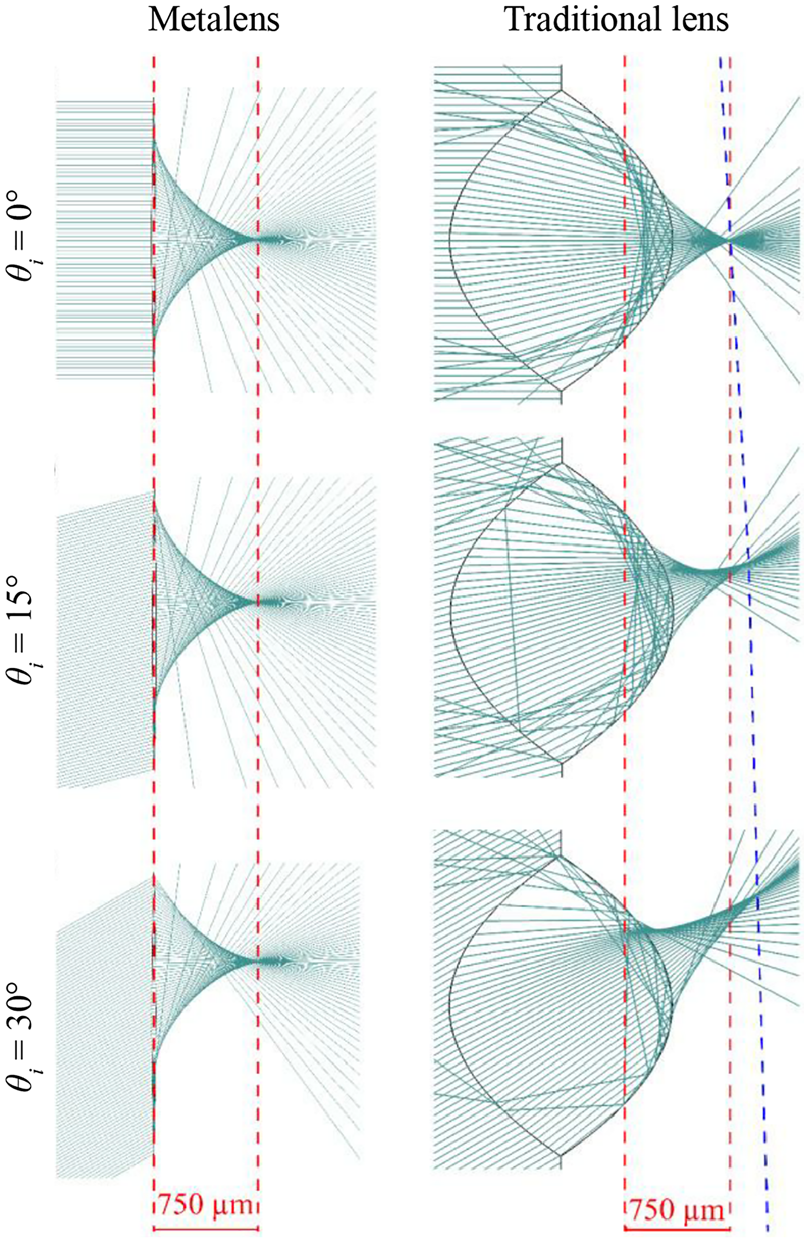 Metalens
Traditional lens
θi = 0°
θi = 15°
θi = 30°
750 µm
750 µm